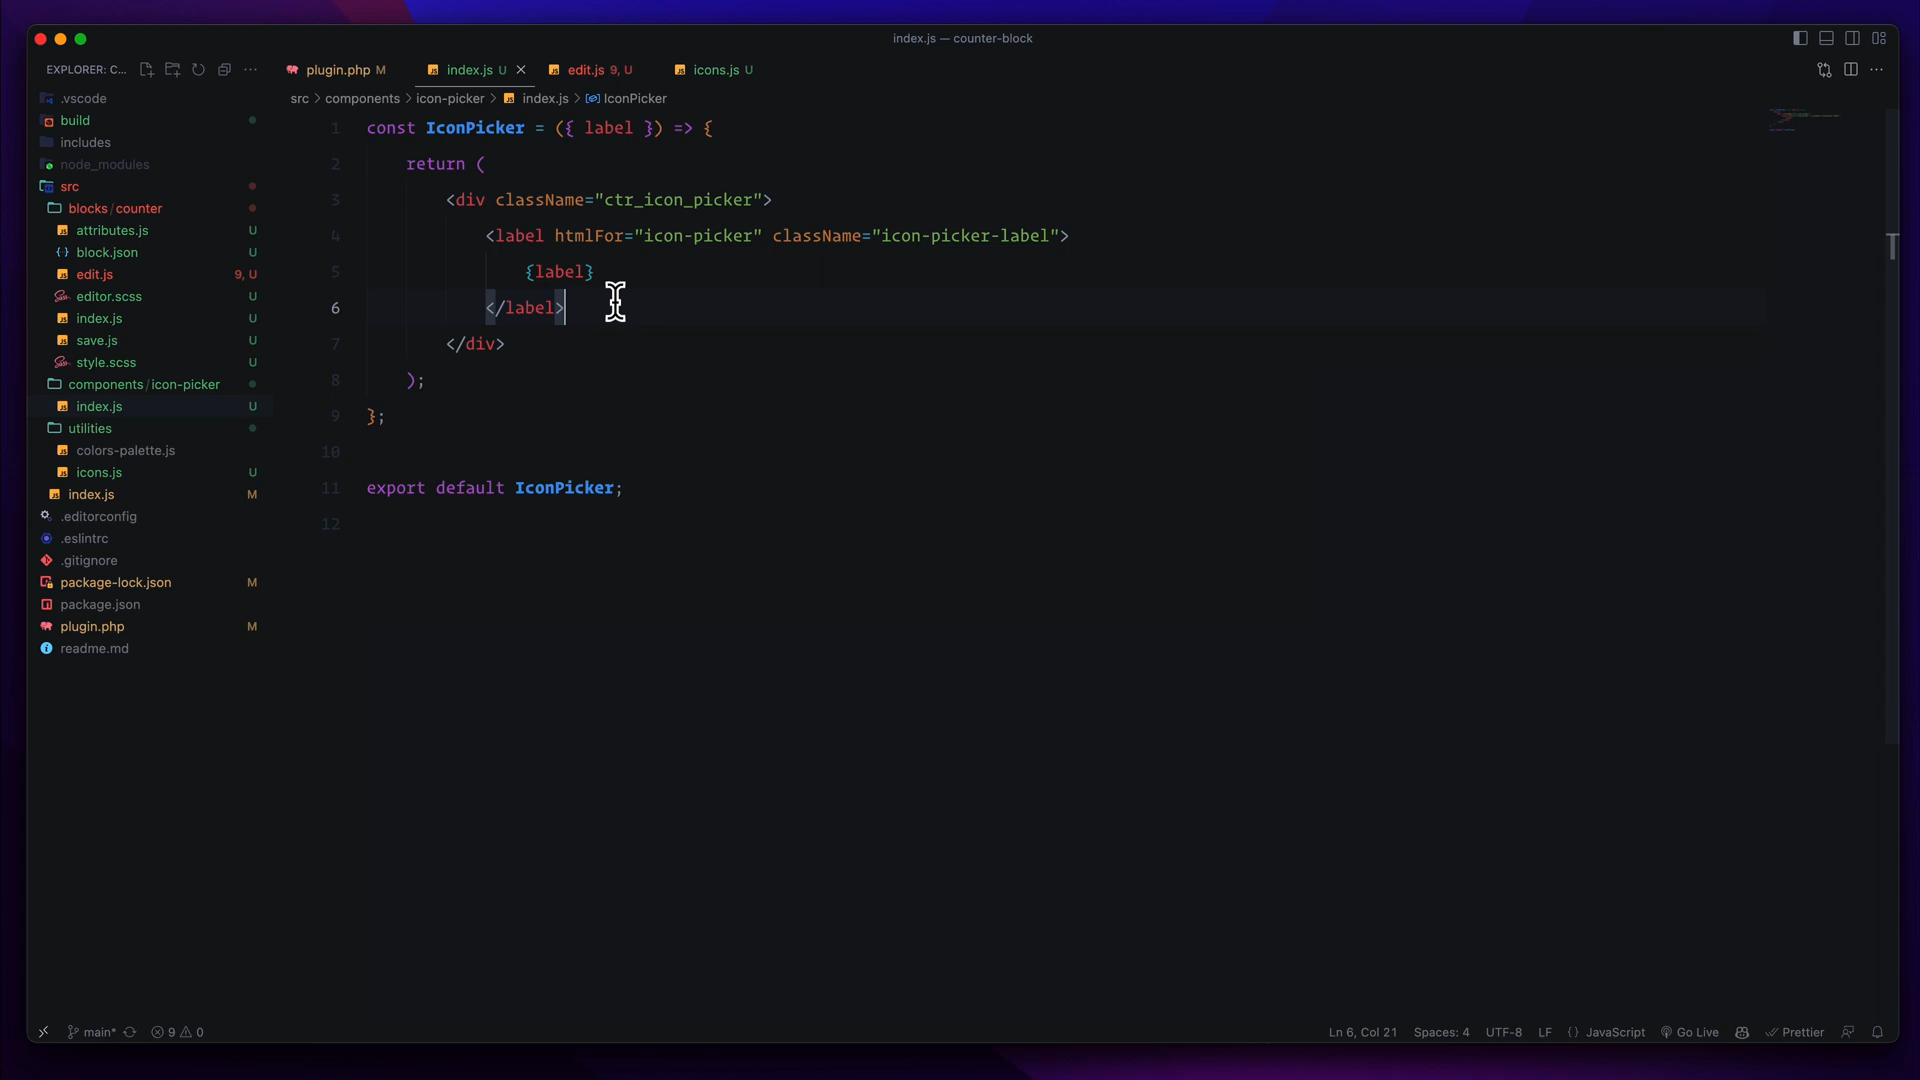 index.js — counter-block
EXPLORER: C...
plugin.php M
index.js U
edit.js 9, U
icons.js U
src > components > icon-picker > index.js > IconPicker
.vscode
build
includes
node_modules
src
blocks / counter
attributes.js U
block.json U
edit.js 9, U
editor.scss U
index.js U
save.js U
style.scss U
components / icon-picker
index.js U
utilities
colors-palette.js
icons.js U
index.js M
.editorconfig
.eslintrc
.gitignore
package-lock.json M
package.json
plugin.php M
readme.md
1 const IconPicker = ({ label }) => {
2 return (
3 <div className="ctr_icon_picker">
4 <label htmlFor="icon-picker" className="icon-picker-label">
5 {label}
6 </label>
7 </div>
8 );
9 };
10
11 export default IconPicker;
12
main* 9 0
Ln 6, Col 21 Spaces: 4 UTF-8 LF {} JavaScript Go Live Prettier